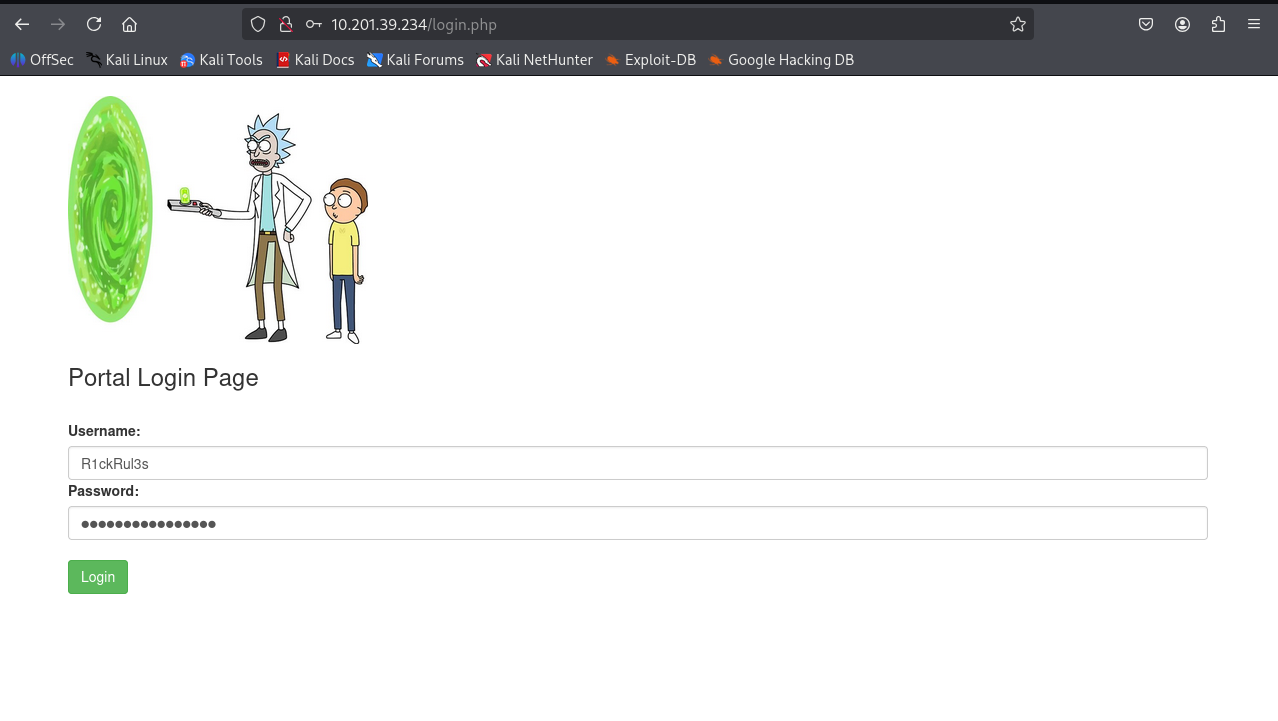 10.201.39.234/login.php
OffSec Kali Linux Kali Tools Kali Docs Kali Forums Kali NetHunter Exploit-DB Google Hacking DB
Portal Login Page
Username:
R1ckRul3s
Password:
●●●●●●●●●●●●●●●●
Login